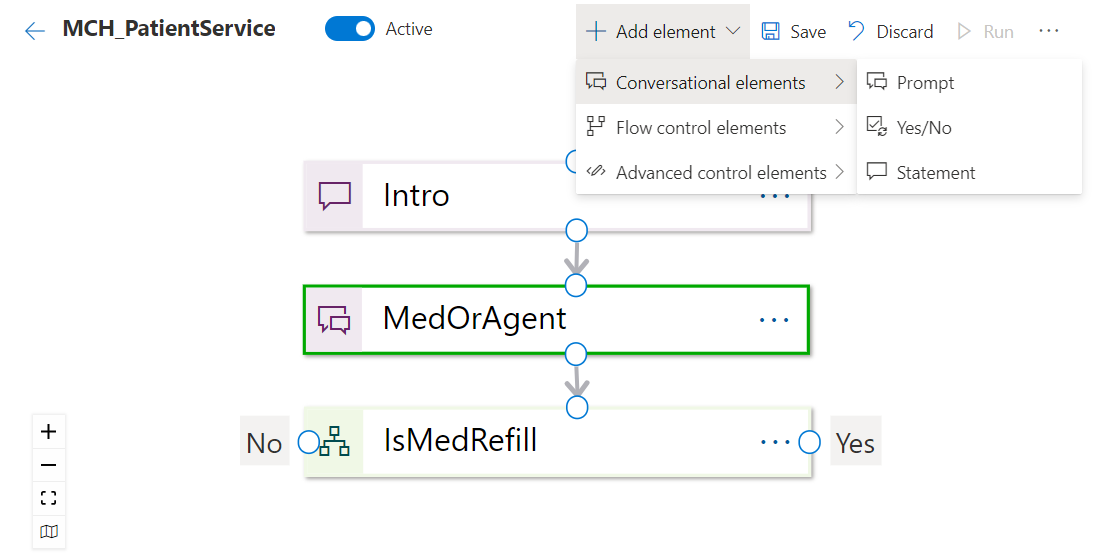 MCH_PatientService Active Add element Save Discard Run
Conversational elements Prompt
Flow control elements Yes/No
Advanced control elements Statement
Intro
MedOrAgent
No IsMedRefill Yes